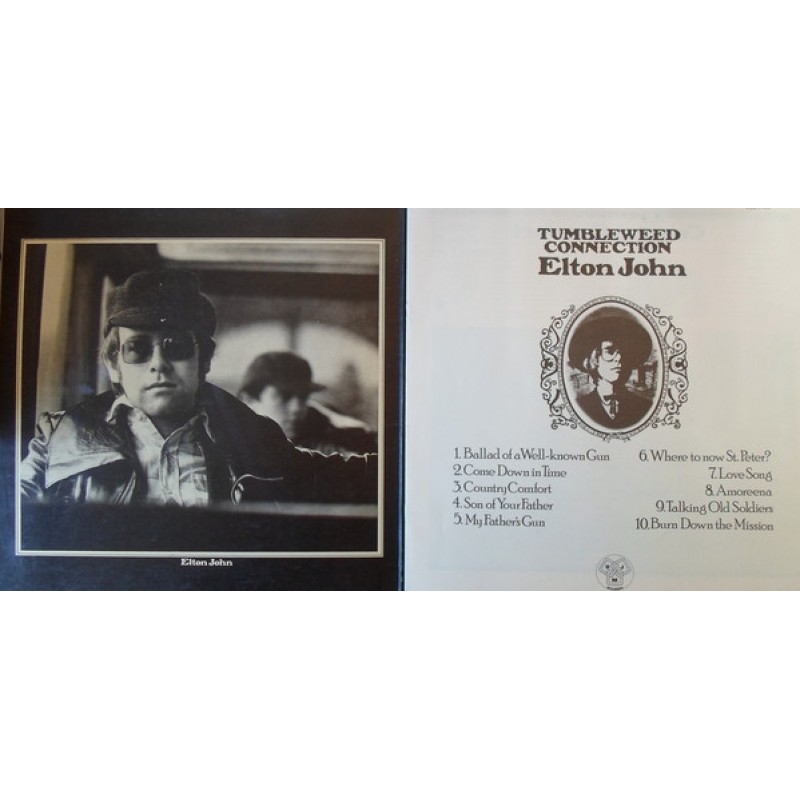 Elton John
TUMBLEWEED
CONNECTION
Elton John
1. Ballad of a Well-known Gun
2. Come Down in Time
3. Country Comfort
4. Son of Your Father
5. My Father's Gun
6. Where to now St. Peter?
7. Love Song
8. Amoreena
9. Talking Old Soldiers
10. Burn Down the Mission